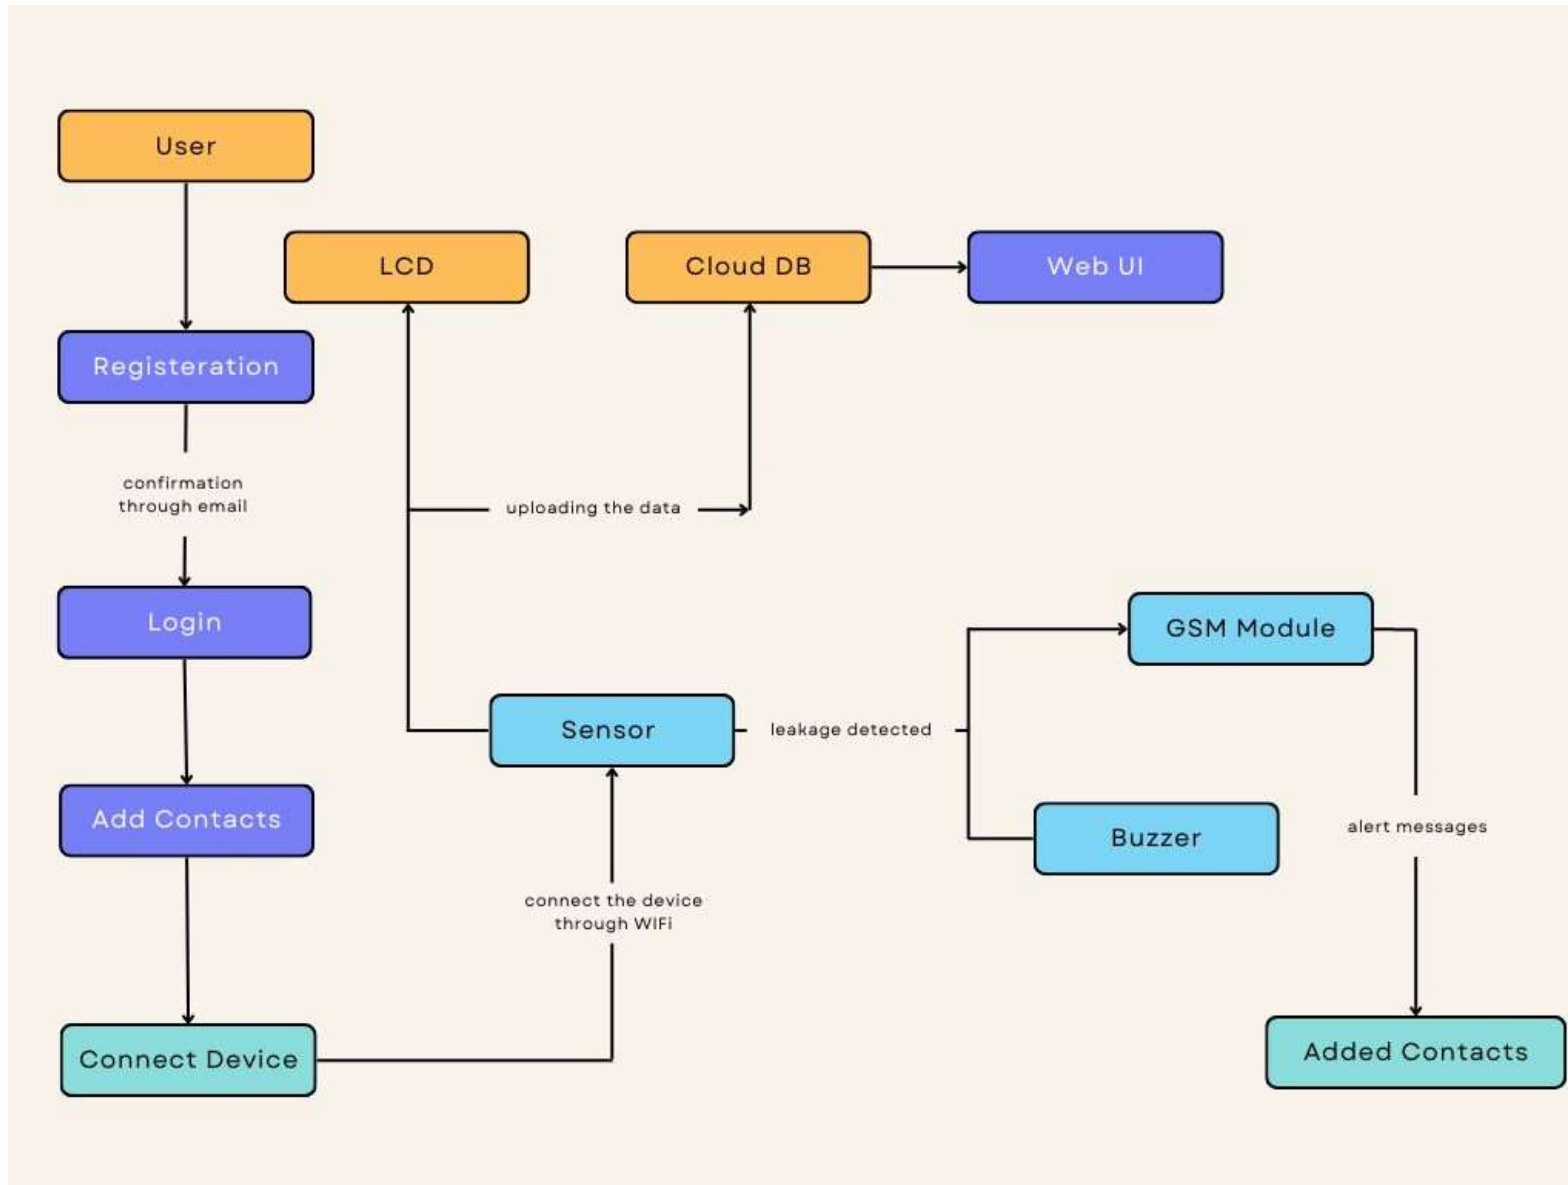 User
LCD
Cloud DB
Web UI
Registeration
confirmation
through email
uploading the data
Login
GSM Module
Sensor
leakage detected
Add Contacts
Buzzer
alert messages
connect the device
through WIFi
Connect Device
Added Contacts